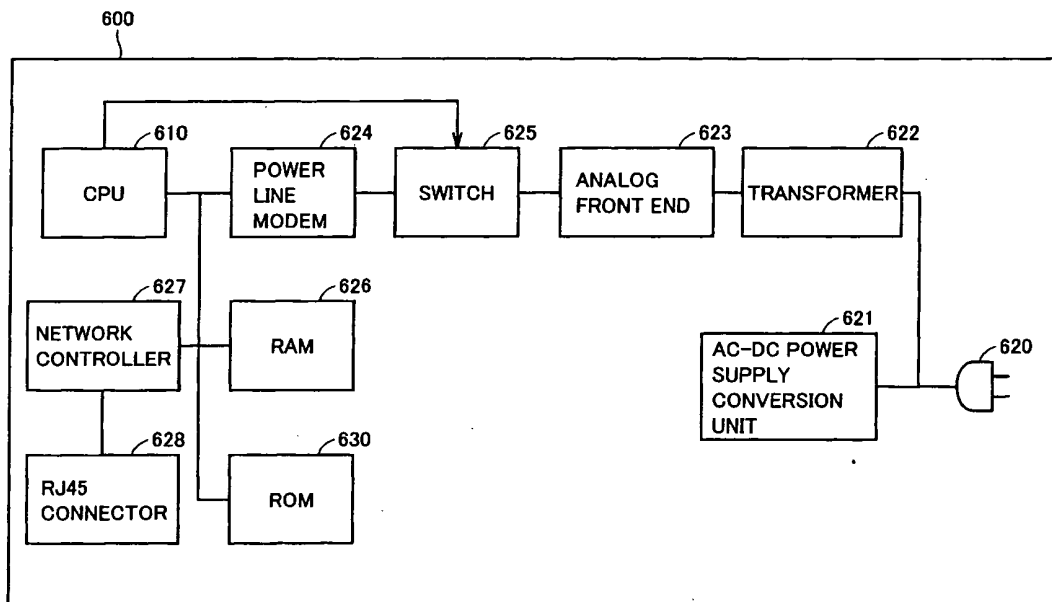 600
610
CPU
624
POWER
LINE
MODEM
625
SWITCH
623
ANALOG
FRONT END
622
TRANSFORMER
627
NETWORK
CONTROLLER
626
RAM
621
AC-DC POWER
SUPPLY
CONVERSION
UNIT
620
628
RJ45
CONNECTOR
630
ROM